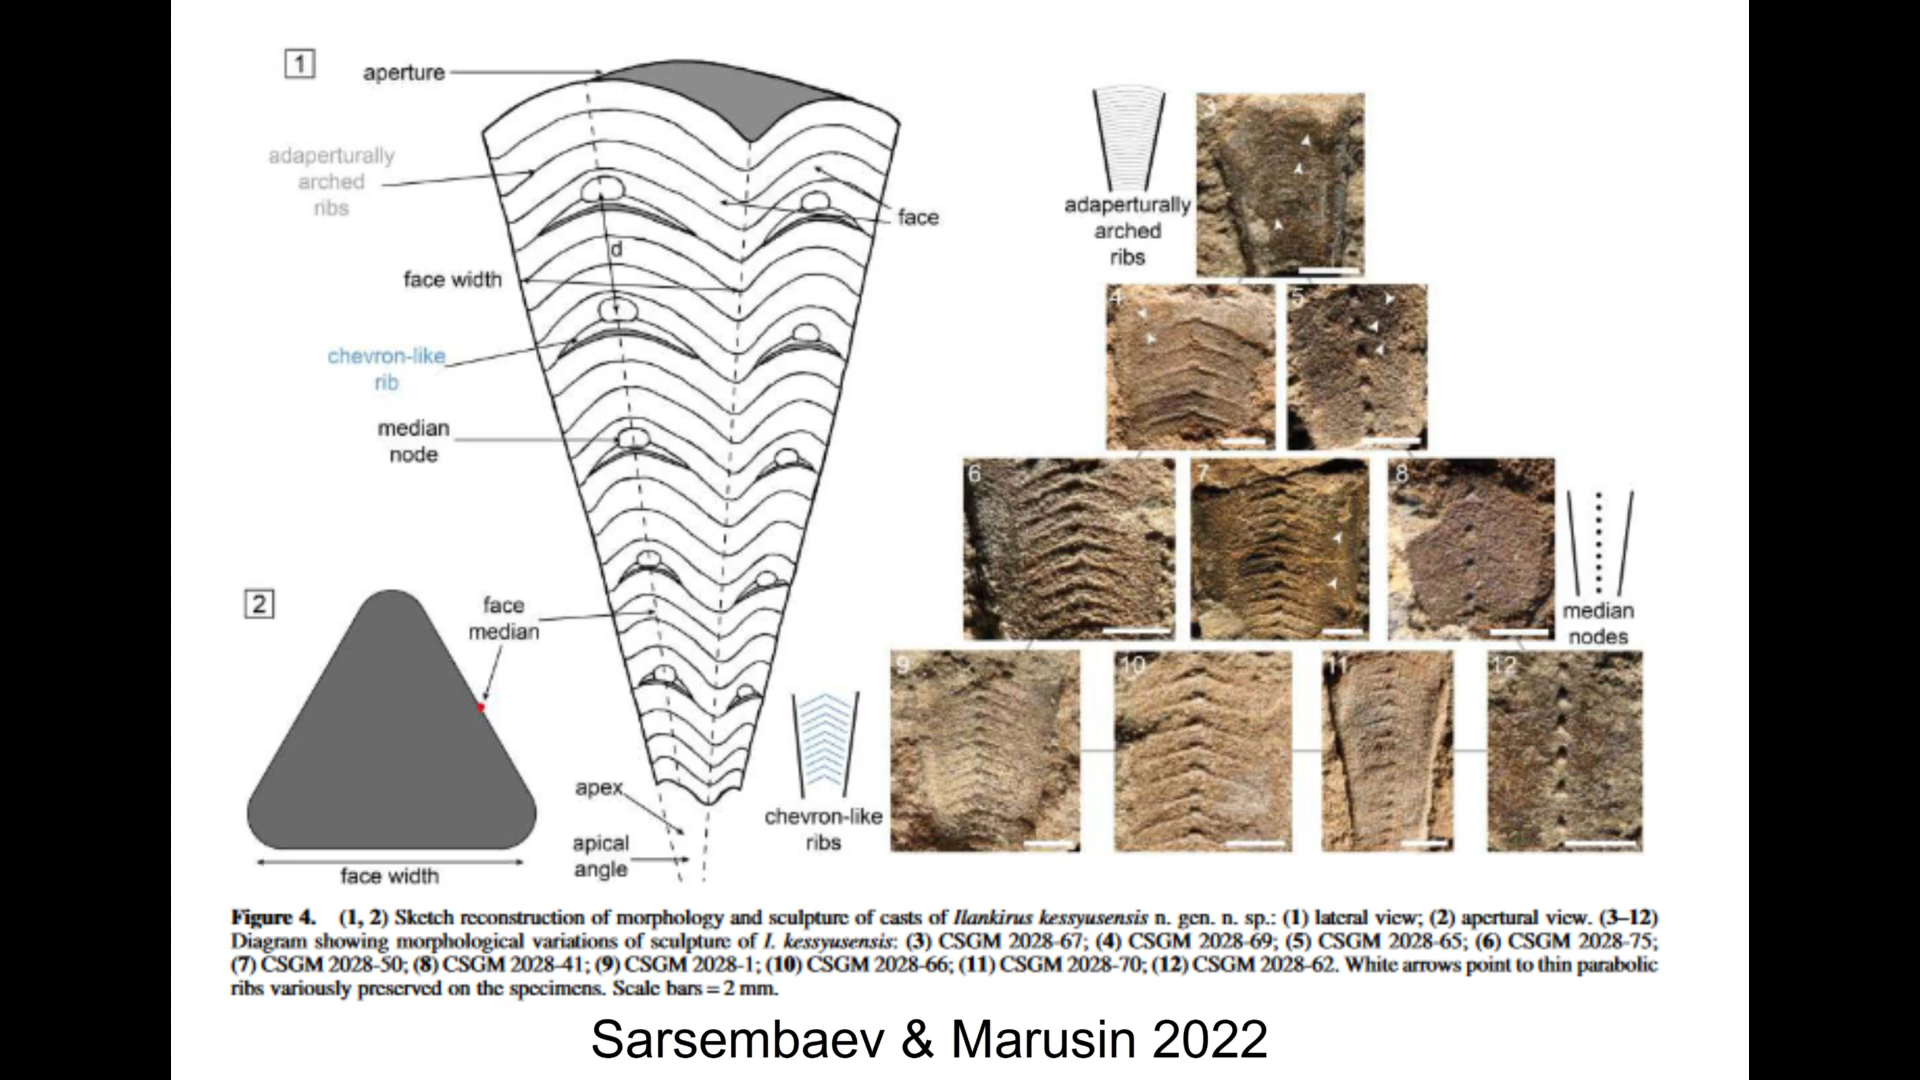 1
aperture
adaperturally
arched
ribs
face
d
face width
chevron-like
rib
median
node
2
face
median
face width
apex
apical
angle
chevron-like
ribs
adaperturally
arched
ribs
3
4
5
6
7
8
median
nodes
9
10
11
12
Figure 4. (1, 2) Sketch reconstruction of morphology and sculpture of casts of Ilankirus kessyusensis n. gen. n. sp.: (1) lateral view; (2) apertural view. (3–12)
Diagram showing morphological variations of sculpture of I. kessyusensis: (3) CSGM 2028-67; (4) CSGM 2028-69; (5) CSGM 2028-65; (6) CSGM 2028-75;
(7) CSGM 2028-50; (8) CSGM 2028-41; (9) CSGM 2028-1; (10) CSGM 2028-66; (11) CSGM 2028-70; (12) CSGM 2028-62. White arrows point to thin parabolic
ribs variously preserved on the specimens. Scale bars = 2 mm.
Sarsembaev & Marusin 2022